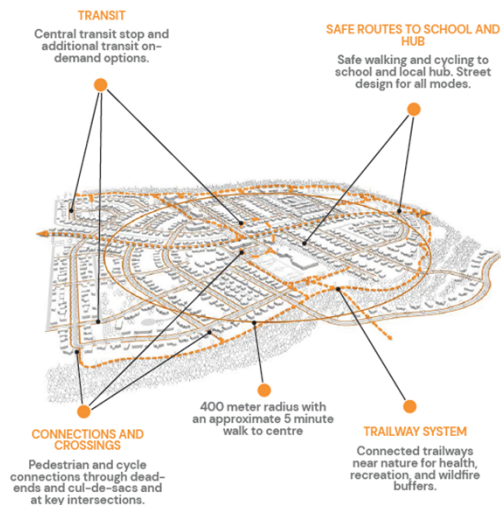 TRANSIT
Central transit stop and
additional transit on-
demand options.
SAFE ROUTES TO SCHOOL AND
HUB
Safe walking and cycling to
school and local hub. Street
design for all modes.
400 meter radius with
an approximate 5 minute
walk to centre
CONNECTIONS AND
CROSSINGS
Pedestrian and cycle
connections through dead-
ends and cul-de-sacs and
at key intersections.
TRAILWAY SYSTEM
Connected trailways
near nature for health,
recreation, and wildfire
buffers.